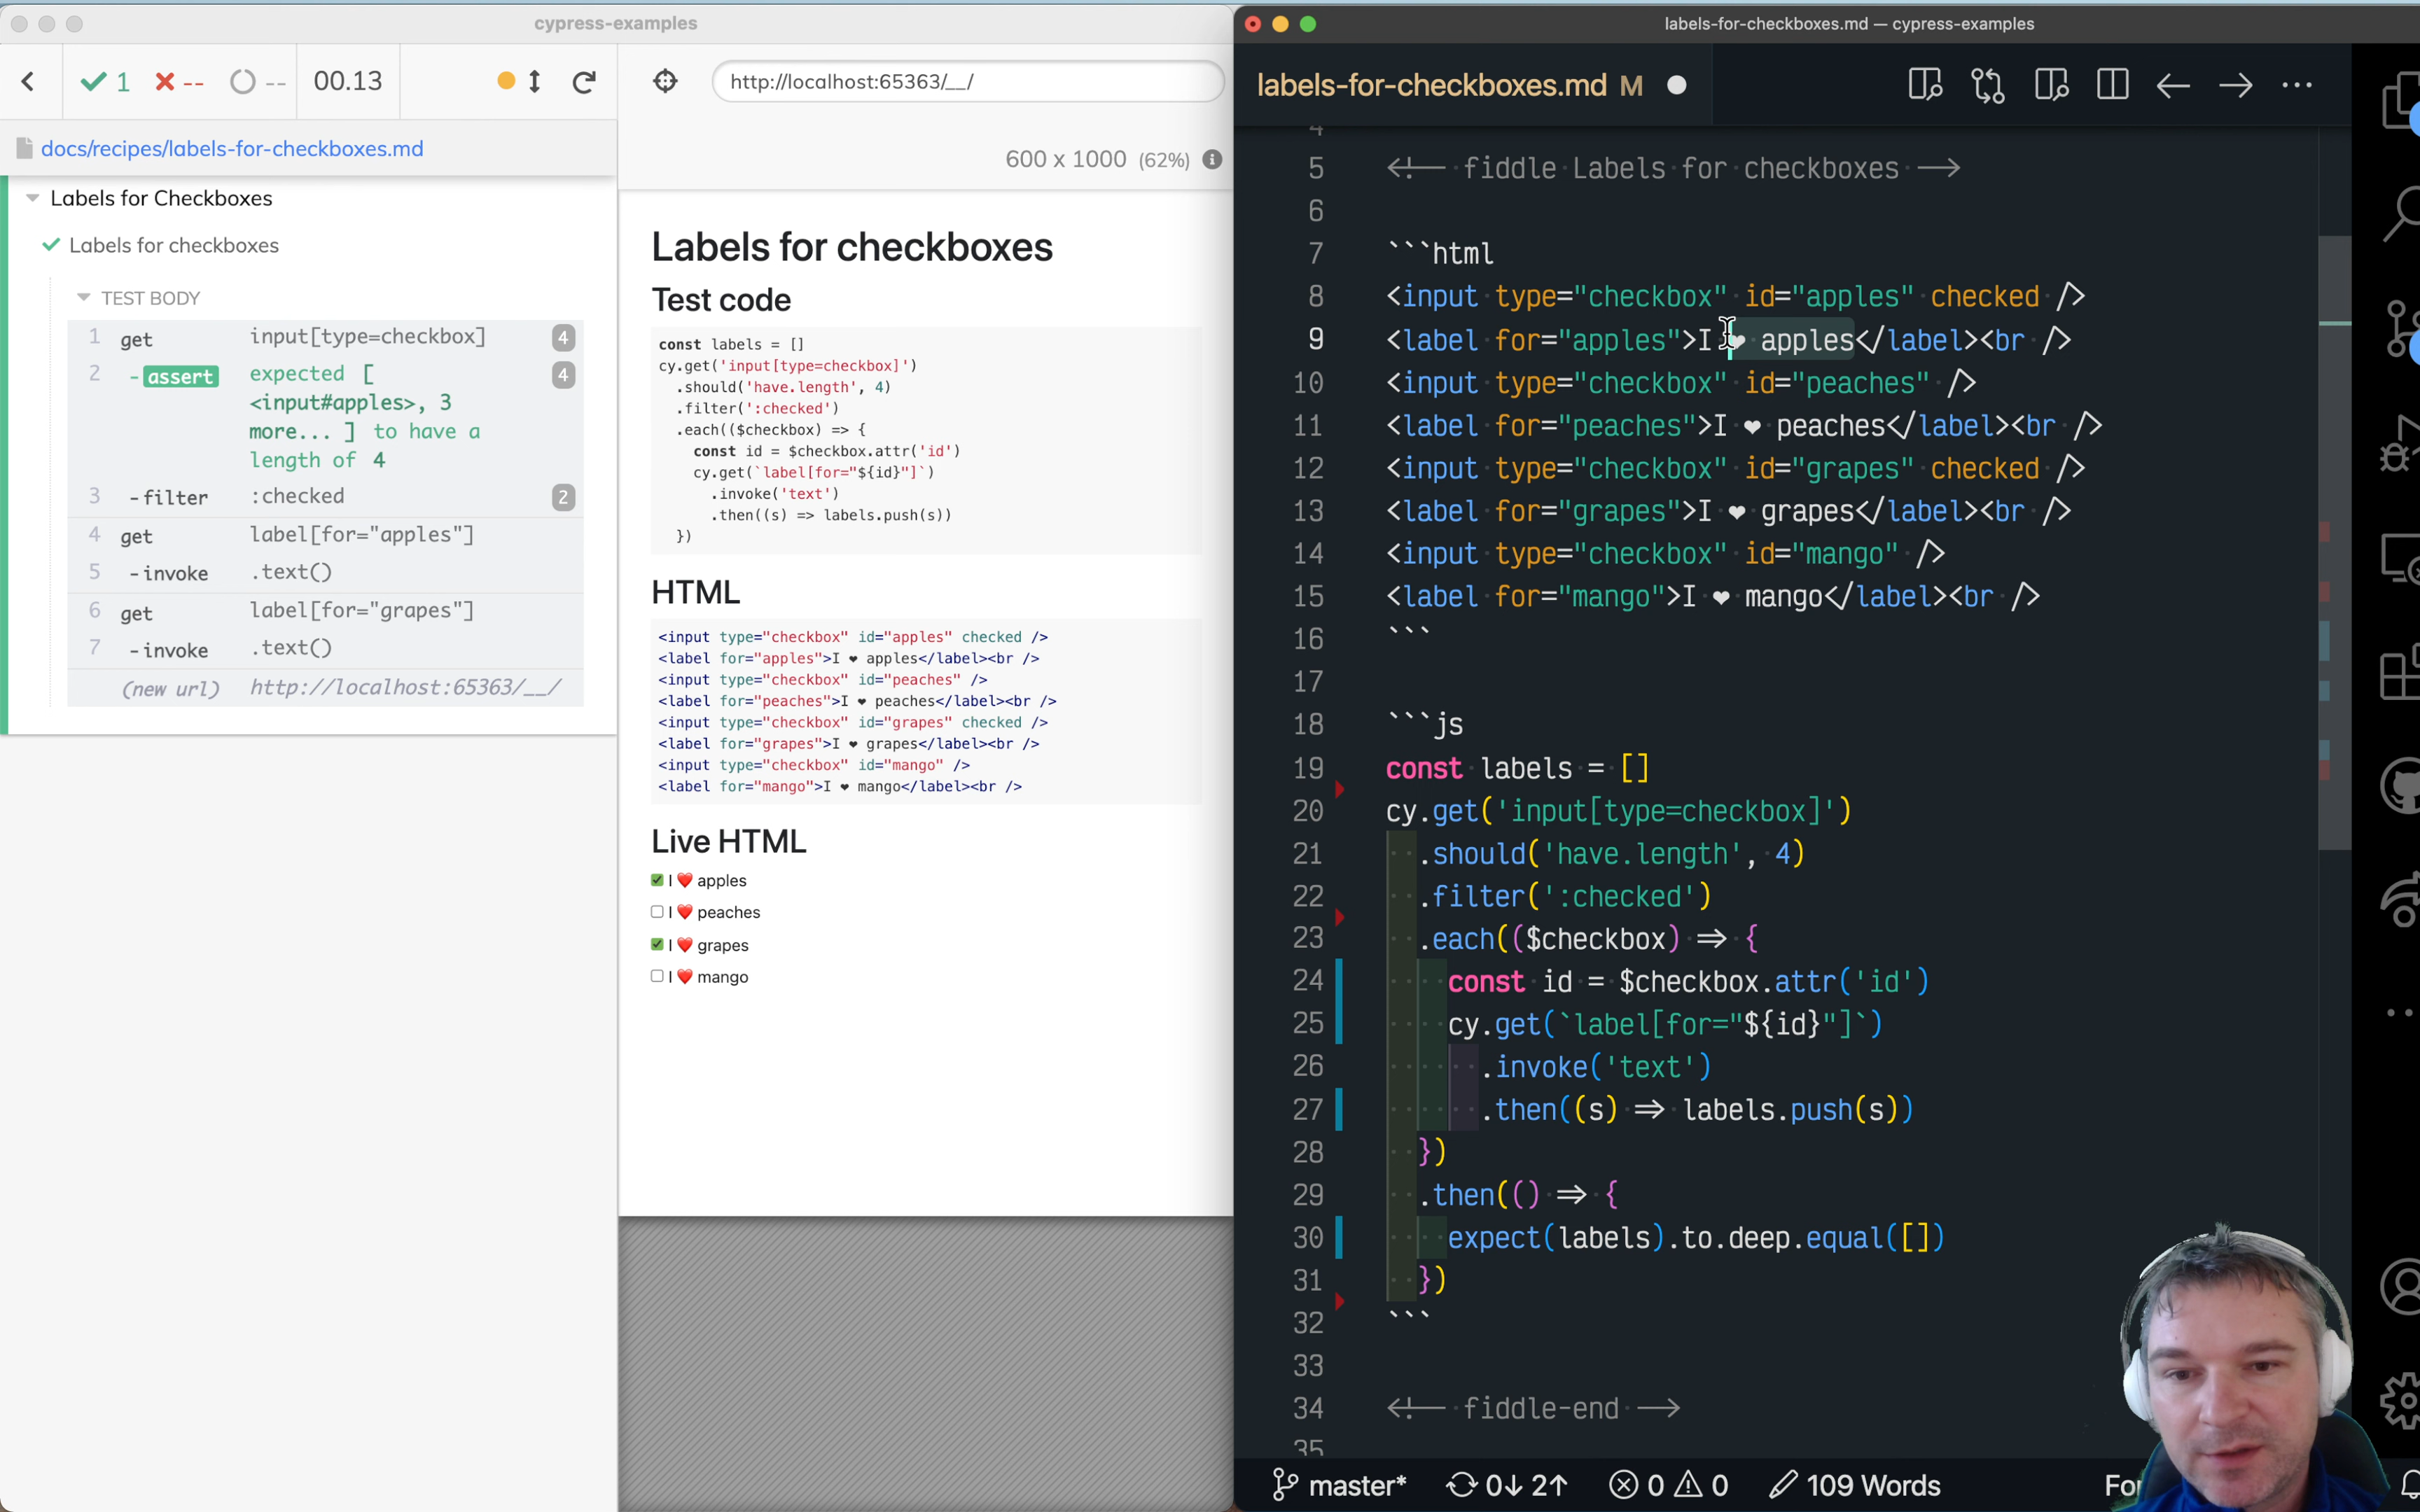 cypress-examples
1 -- -- 00.13
http://localhost:65363/__/
600 x 1000 (62%)
docs/recipes/labels-for-checkboxes.md
Labels for Checkboxes
Labels for checkboxes
TEST BODY
1 get input[type=checkbox] 4
2 -assert expected [ 4
<input#apples>, 3
more... ] to have a
length of 4
3 -filter :checked 2
4 get label[for="apples"]
5 -invoke .text()
6 get label[for="grapes"]
7 -invoke .text()
(new url) http://localhost:65363/__/
Labels for checkboxes
Test code
const labels = []
cy.get('input[type=checkbox]')
.should('have.length', 4)
.filter(':checked')
.each(($checkbox) => {
const id = $checkbox.attr('id')
cy.get(`label[for="${id}"]`)
.invoke('text')
.then((s) => labels.push(s))
})
HTML
<input type="checkbox" id="apples" checked />
<label for="apples">I ❤ apples</label><br />
<input type="checkbox" id="peaches" />
<label for="peaches">I ❤ peaches</label><br />
<input type="checkbox" id="grapes" checked />
<label for="grapes">I ❤ grapes</label><br />
<input type="checkbox" id="mango" />
<label for="mango">I ❤ mango</label><br />
Live HTML
I ❤️ apples
I ❤️ peaches
I ❤️ grapes
I ❤️ mango
labels-for-checkboxes.md — cypress-examples
labels-for-checkboxes.md M
4
5 <!-- fiddle Labels for checkboxes -->
6
7 ```html
8 <input type="checkbox" id="apples" checked />
9 <label for="apples">I ❤ apples</label><br />
10 <input type="checkbox" id="peaches" />
11 <label for="peaches">I ❤ peaches</label><br />
12 <input type="checkbox" id="grapes" checked />
13 <label for="grapes">I ❤ grapes</label><br />
14 <input type="checkbox" id="mango" />
15 <label for="mango">I ❤ mango</label><br />
16 ```
17
18 ```js
19 const labels = []
20 cy.get('input[type=checkbox]')
21 .should('have.length', 4)
22 .filter(':checked')
23 .each(($checkbox) => {
24 const id = $checkbox.attr('id')
25 cy.get(`label[for="${id}"]`)
26 .invoke('text')
27 .then((s) => labels.push(s))
28 })
29 .then(() => {
30 expect(labels).to.deep.equal([])
31 })
32 ```
33
34 <!-- fiddle-end -->
35
master* 0↓ 2↑ 0 0 109 Words